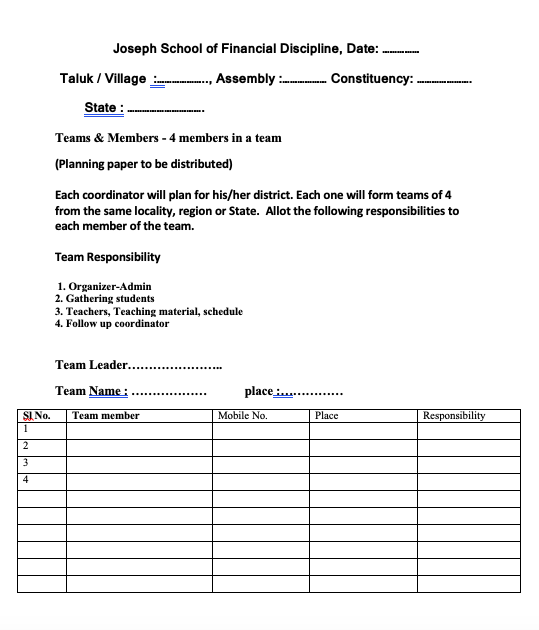 Joseph School of Financial Discipline, Date: ...............
Taluk / Village :..................., Assembly :.................. Constituency: ......................
State : ..............................
Teams & Members - 4 members in a team
(Planning paper to be distributed)
Each coordinator will plan for his/her district. Each one will form teams of 4
from the same locality, region or State. Allot the following responsibilities to
each member of the team.
Team Responsibility
1. Organizer-Admin
2. Gathering students
3. Teachers, Teaching material, schedule
4. Follow up coordinator
Team Leader……………………..
Team Name : ……………… place :…………….
Sl No. Team member Mobile No. Place Responsibility
1
2
3
4